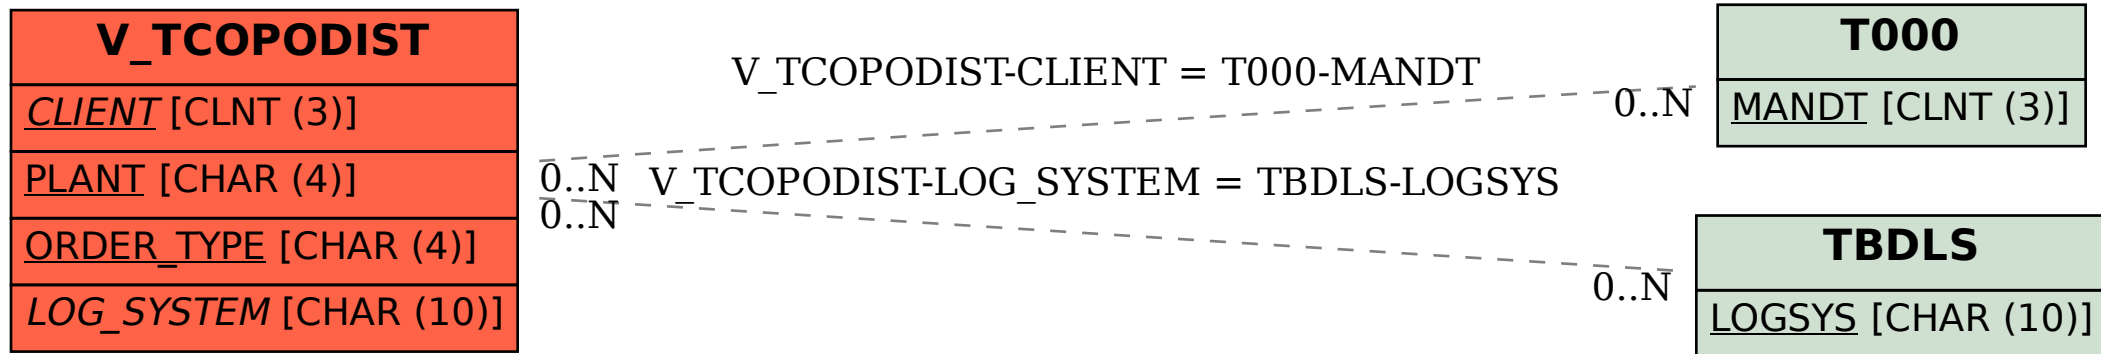 V_TCOPODIST
CLIENT [CLNT (3)]
PLANT [CHAR (4)]
ORDER_TYPE [CHAR (4)]
LOG_SYSTEM [CHAR (10)]
V_TCOPODIST-CLIENT = T000-MANDT
0..N
0..N
V_TCOPODIST-LOG_SYSTEM = TBDLS-LOGSYS
0..N
0..N
T000
MANDT [CLNT (3)]
TBDLS
LOGSYS [CHAR (10)]